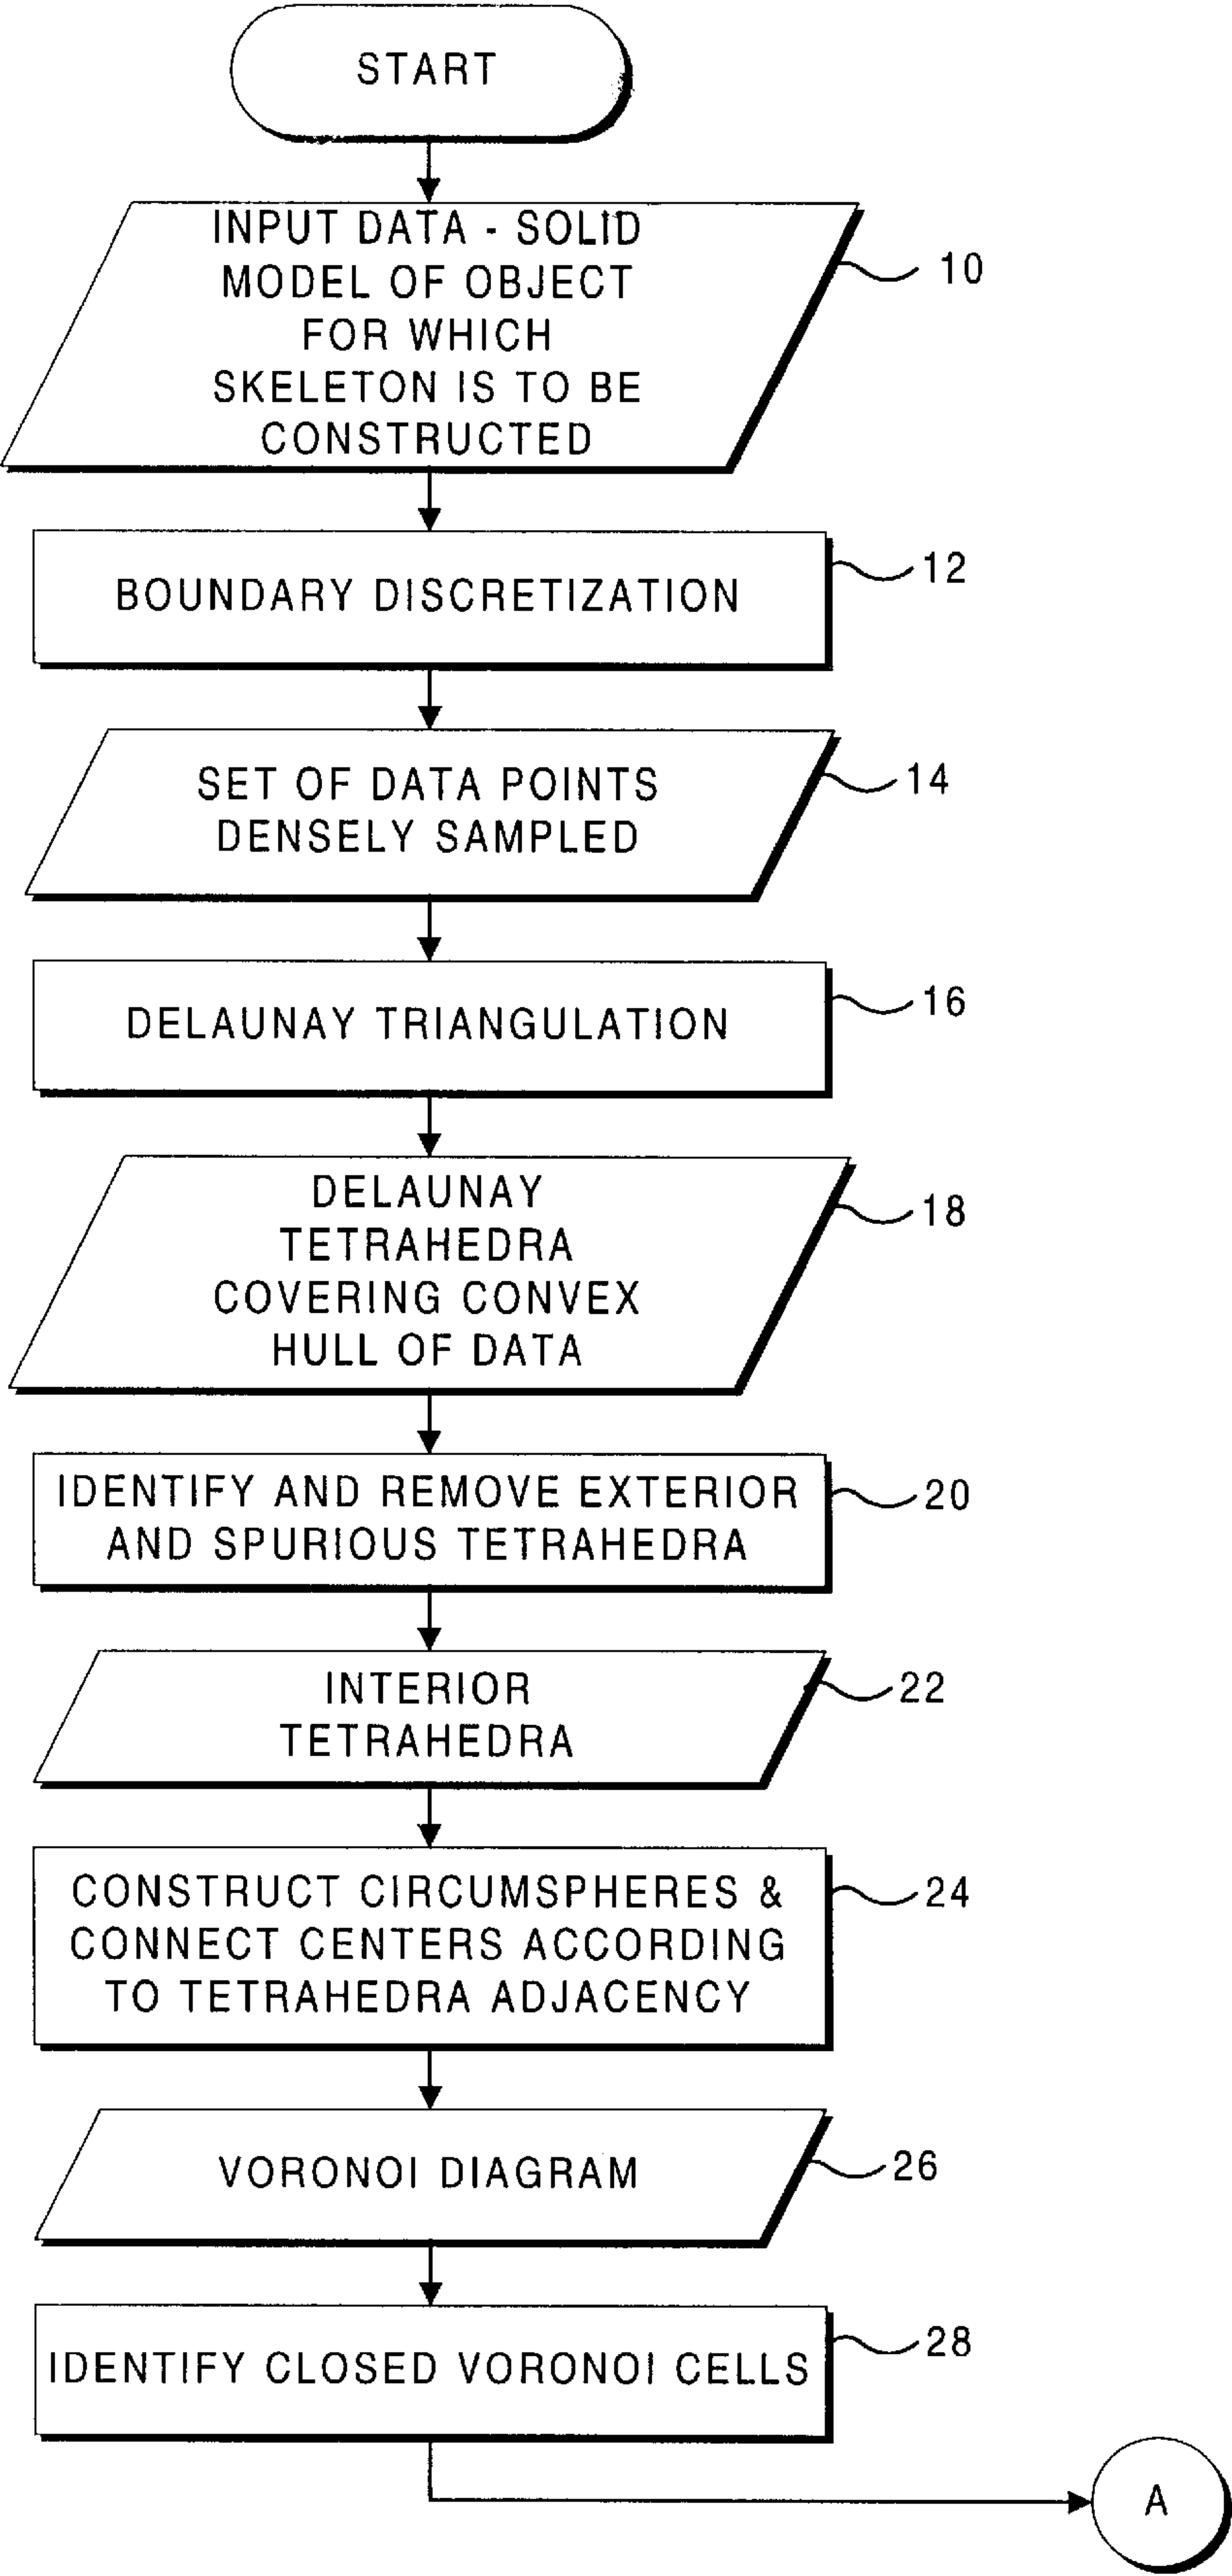 START
INPUT DATA - SOLID
MODEL OF OBJECT
FOR WHICH
SKELETON IS TO BE
CONSTRUCTED
10
BOUNDARY DISCRETIZATION
12
SET OF DATA POINTS
DENSELY SAMPLED
14
DELAUNAY TRIANGULATION
16
DELAUNAY
TETRAHEDRA
COVERING CONVEX
HULL OF DATA
18
IDENTIFY AND REMOVE EXTERIOR
AND SPURIOUS TETRAHEDRA
20
INTERIOR
TETRAHEDRA
22
CONSTRUCT CIRCUMSPHERES &
CONNECT CENTERS ACCORDING
TO TETRAHEDRA ADJACENCY
24
VORONOI DIAGRAM
26
IDENTIFY CLOSED VORONOI CELLS
28
A